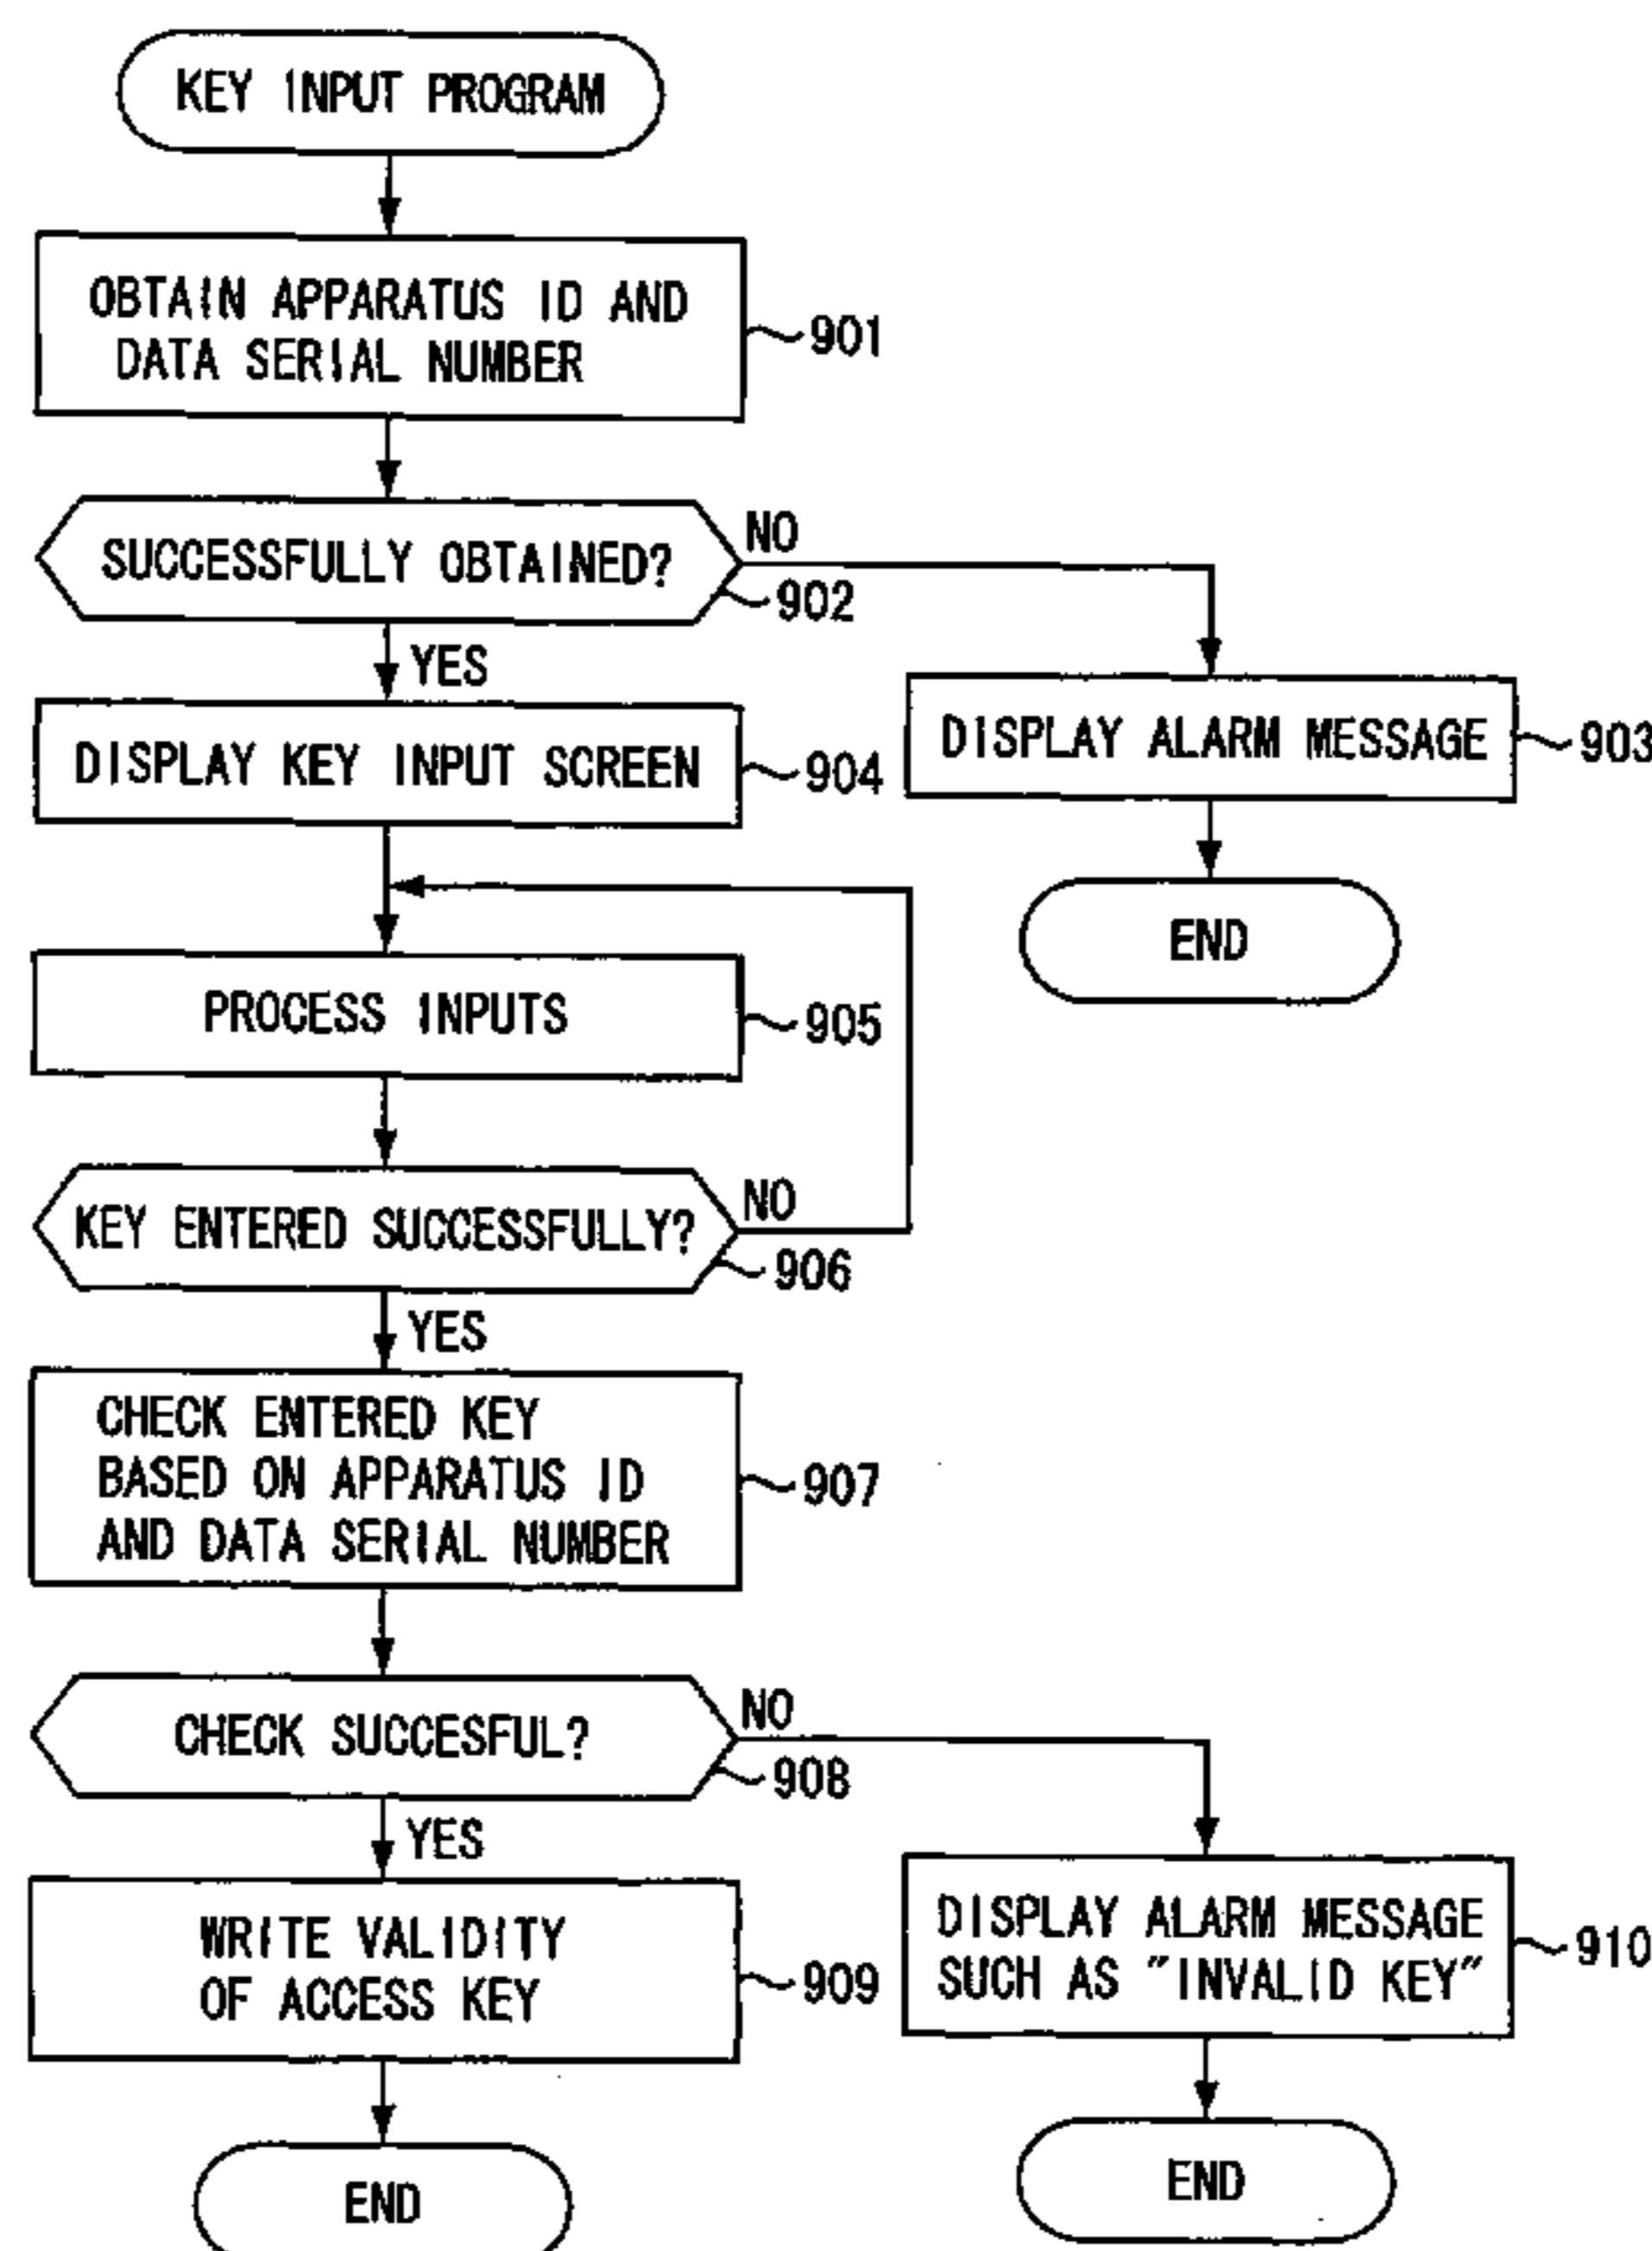 KEY INPUT PROGRAM
OBTAIN APPARATUS ID AND
DATA SERIAL NUMBER
901
SUCCESSFULLY OBTAINED?
NO
902
YES
DISPLAY ALARM MESSAGE
903
DISPLAY KEY INPUT SCREEN
904
END
PROCESS INPUTS
905
KEY ENTERED SUCCESSFULLY?
NO
906
YES
CHECK ENTERED KEY
BASED ON APPARATUS ID
AND DATA SERIAL NUMBER
907
CHECK SUCCESFUL?
NO
908
YES
WRITE VALIDITY
OF ACCESS KEY
909
DISPLAY ALARM MESSAGE
SUCH AS "INVALID KEY"
910
END
END